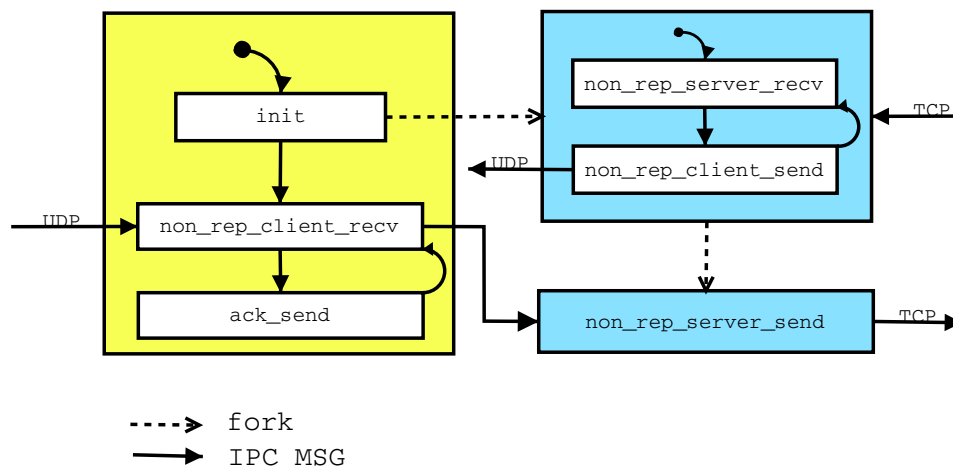 init
non_rep_client_recv
ack_send
UDP
non_rep_server_recv
non_rep_client_send
UDP
TCP
non_rep_server_send
TCP
fork
IPC MSG